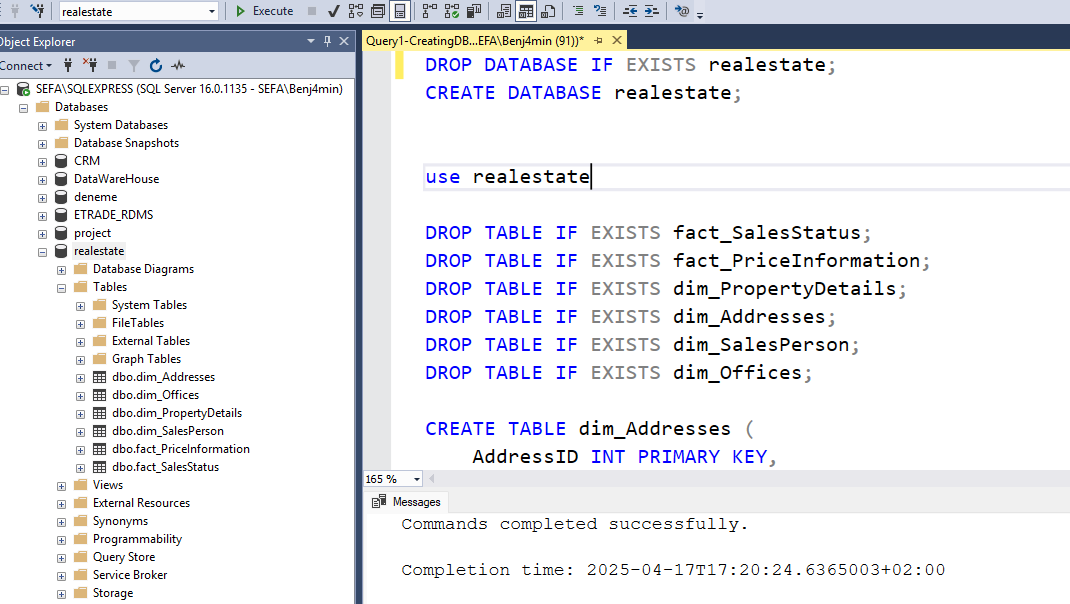 realestate Execute
Object Explorer
Connect
SEFA\SQLEXPRESS (SQL Server 16.0.1135 - SEFA\Benj4min)
Databases
System Databases
Database Snapshots
CRM
DataWareHouse
deneme
ETRADE_RDMS
project
realestate
Database Diagrams
Tables
System Tables
FileTables
External Tables
Graph Tables
dbo.dim_Addresses
dbo.dim_Offices
dbo.dim_PropertyDetails
dbo.dim_SalesPerson
dbo.fact_PriceInformation
dbo.fact_SalesStatus
Views
External Resources
Synonyms
Programmability
Query Store
Service Broker
Storage
Query1-CreatingDB...EFA\Benj4min (91))*
DROP DATABASE IF EXISTS realestate;
CREATE DATABASE realestate;
use realestate
DROP TABLE IF EXISTS fact_SalesStatus;
DROP TABLE IF EXISTS fact_PriceInformation;
DROP TABLE IF EXISTS dim_PropertyDetails;
DROP TABLE IF EXISTS dim_Addresses;
DROP TABLE IF EXISTS dim_SalesPerson;
DROP TABLE IF EXISTS dim_Offices;
CREATE TABLE dim_Addresses (
AddressID INT PRIMARY KEY,
165 %
Messages
Commands completed successfully.
Completion time: 2025-04-17T17:20:24.6365003+02:00